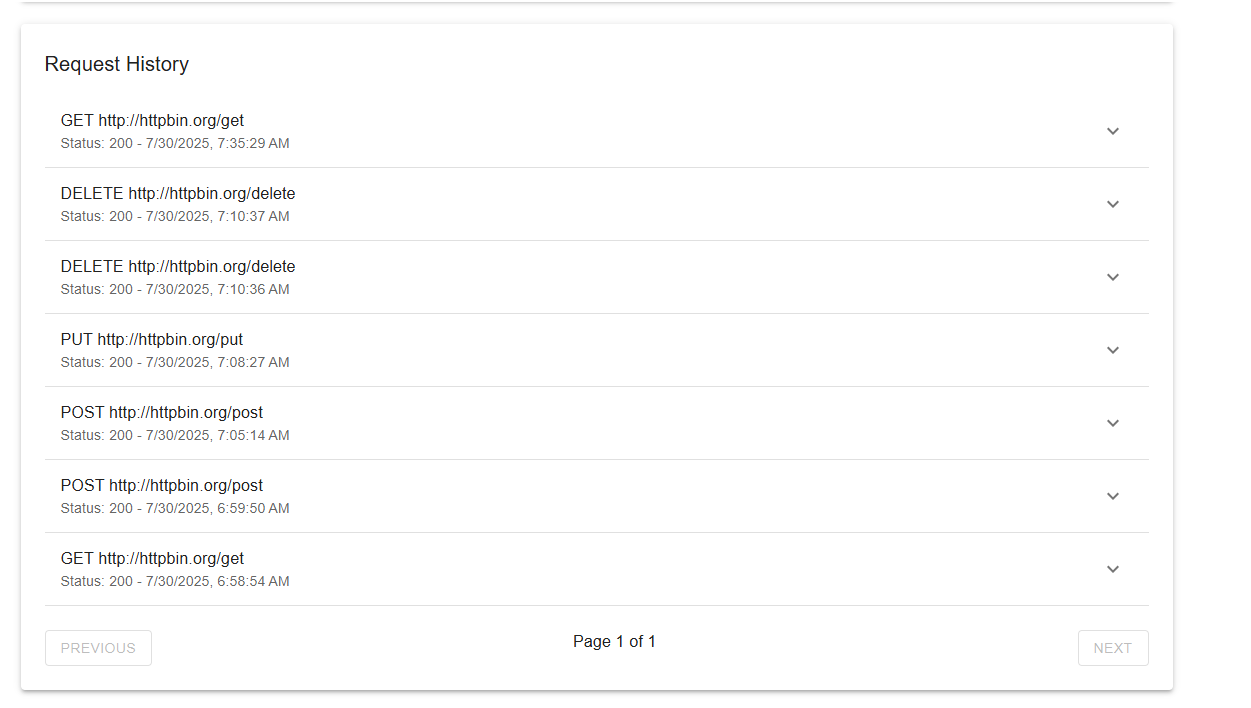 Request History
GET http://httpbin.org/get
Status: 200 - 7/30/2025, 7:35:29 AM
DELETE http://httpbin.org/delete
Status: 200 - 7/30/2025, 7:10:37 AM
DELETE http://httpbin.org/delete
Status: 200 - 7/30/2025, 7:10:36 AM
PUT http://httpbin.org/put
Status: 200 - 7/30/2025, 7:08:27 AM
POST http://httpbin.org/post
Status: 200 - 7/30/2025, 7:05:14 AM
POST http://httpbin.org/post
Status: 200 - 7/30/2025, 6:59:50 AM
GET http://httpbin.org/get
Status: 200 - 7/30/2025, 6:58:54 AM
PREVIOUS Page 1 of 1 NEXT